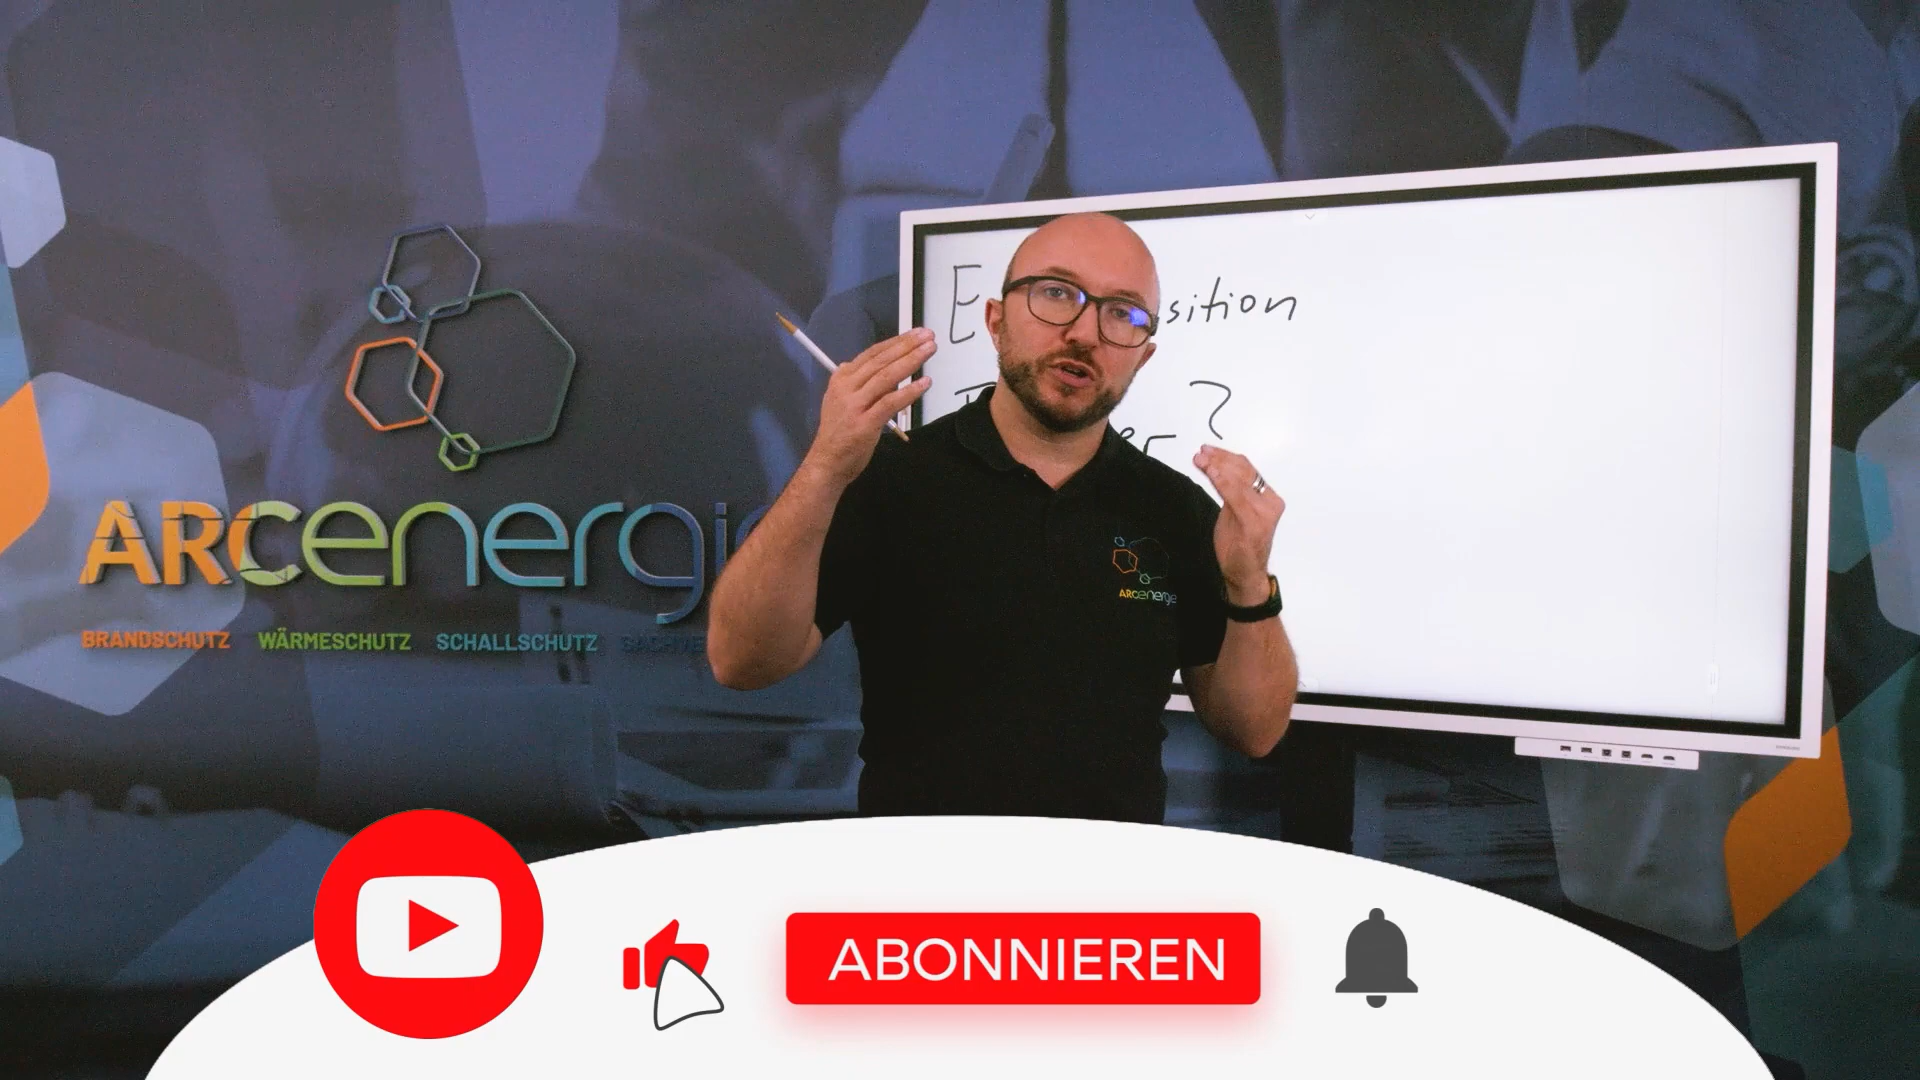 E sition
?
ARCenergie
BRANDSCHUTZ WÄRMESCHUTZ SCHALLSCHUTZ
ARCenergie
ABONNIEREN